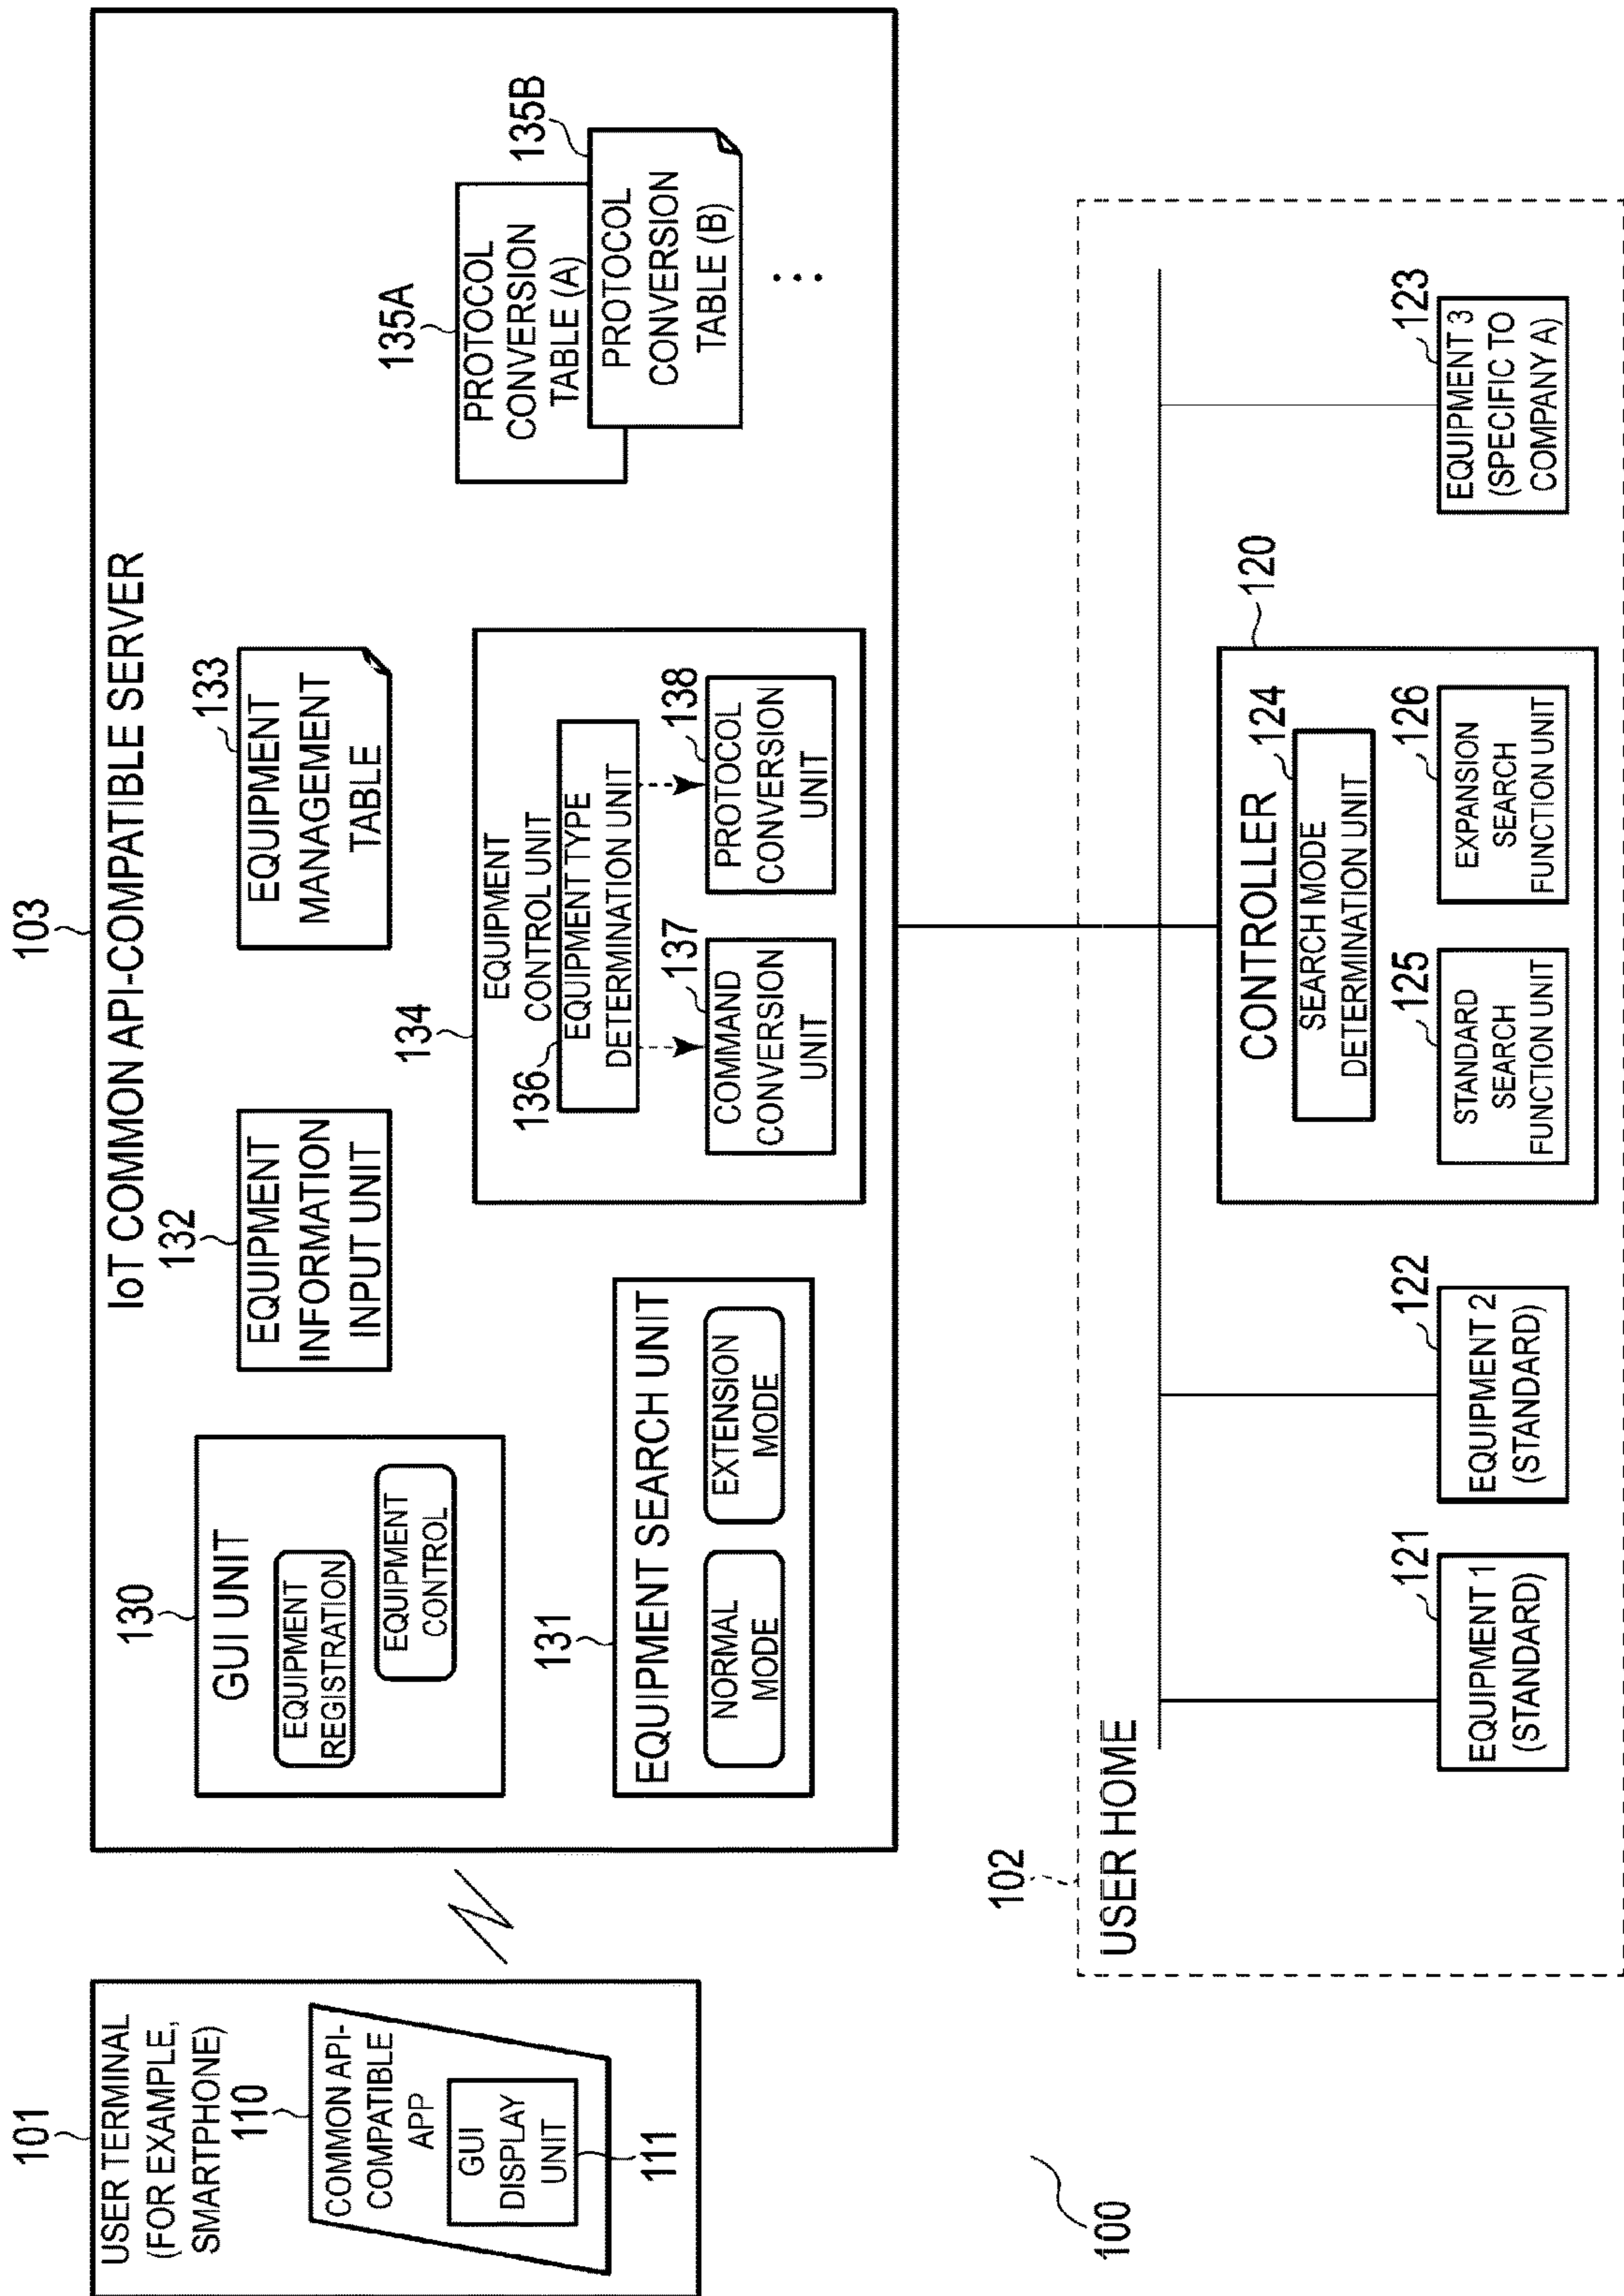 101
USER TERMINAL
(FOR EXAMPLE,
SMARTPHONE)
110
COMMON API-
COMPATIBLE
APP
GUI
DISPLAY
UNIT
111
103
IoT COMMON API-COMPATIBLE SERVER
130
GUI UNIT
EQUIPMENT
REGISTRATION
EQUIPMENT
CONTROL
132
EQUIPMENT
INFORMATION
INPUT UNIT
133
EQUIPMENT
MANAGEMENT
TABLE
131
EQUIPMENT SEARCH UNIT
NORMAL
MODE
EXTENSION
MODE
134
EQUIPMENT
CONTROL UNIT
136
EQUIPMENT TYPE
DETERMINATION UNIT
137
COMMAND
CONVERSION
UNIT
138
PROTOCOL
CONVERSION
UNIT
135A
PROTOCOL
CONVERSION
TABLE (A)
135B
PROTOCOL
CONVERSION
TABLE (B)
...
102
USER HOME
121
EQUIPMENT 1
(STANDARD)
122
EQUIPMENT 2
(STANDARD)
120
CONTROLLER
124
SEARCH MODE
DETERMINATION UNIT
125
STANDARD
SEARCH
FUNCTION UNIT
126
EXPANSION
SEARCH
FUNCTION UNIT
123
EQUIPMENT 3
(SPECIFIC TO
COMPANY A)
100